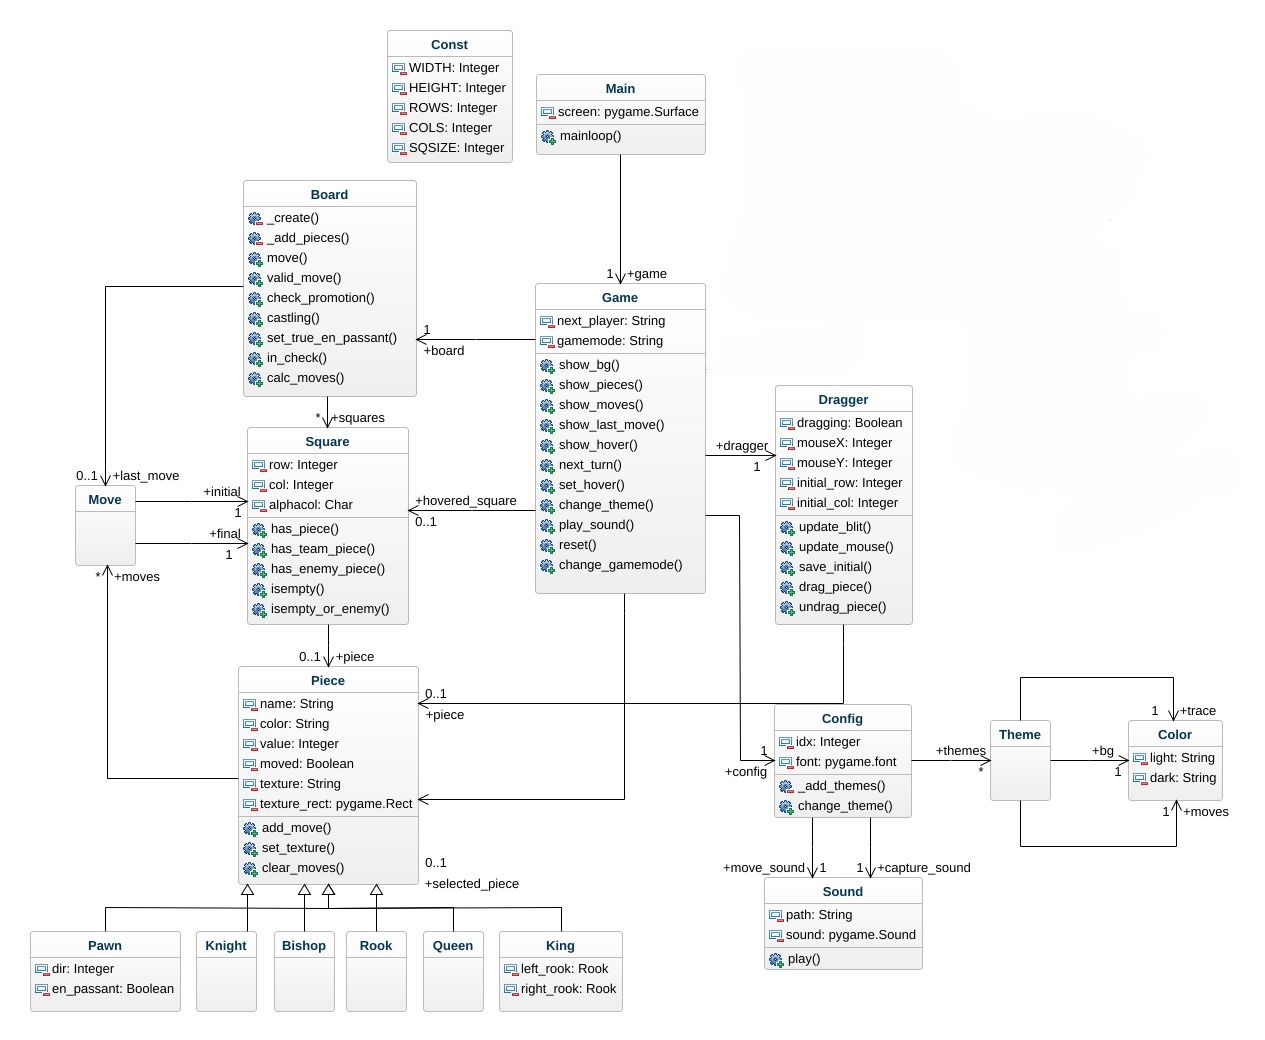 Const
WIDTH: Integer
HEIGHT: Integer
ROWS: Integer
COLS: Integer
SQSIZE: Integer
Main
screen: pygame.Surface
mainloop()
1 +game
Board
_create()
_add_pieces()
move()
valid_move()
check_promotion()
castling()
set_true_en_passant()
in_check()
calc_moves()
1
+board
Game
next_player: String
gamemode: String
show_bg()
show_pieces()
show_moves()
show_last_move()
show_hover()
next_turn()
set_hover()
change_theme()
play_sound()
reset()
change_gamemode()
* +squares
+dragger
1
Dragger
dragging: Boolean
mouseX: Integer
mouseY: Integer
initial_row: Integer
initial_col: Integer
update_blit()
update_mouse()
save_initial()
drag_piece()
undrag_piece()
0..1 +last_move
Move
+initial
1
+final
1
* +moves
Square
row: Integer
col: Integer
alphacol: Char
has_piece()
has_team_piece()
has_enemy_piece()
isempty()
isempty_or_enemy()
+hovered_square
0..1
0..1 +piece
Piece
name: String
color: String
value: Integer
moved: Boolean
texture: String
texture_rect: pygame.Rect
add_move()
set_texture()
clear_moves()
0..1
+piece
0..1
+selected_piece
1
+config
Config
idx: Integer
font: pygame.font
_add_themes()
change_theme()
+themes
*
Theme
1 +trace
+bg
1
Color
light: String
dark: String
1 +moves
+move_sound 1
1 +capture_sound
Sound
path: String
sound: pygame.Sound
play()
Pawn
dir: Integer
en_passant: Boolean
Knight
Bishop
Rook
Queen
King
left_rook: Rook
right_rook: Rook